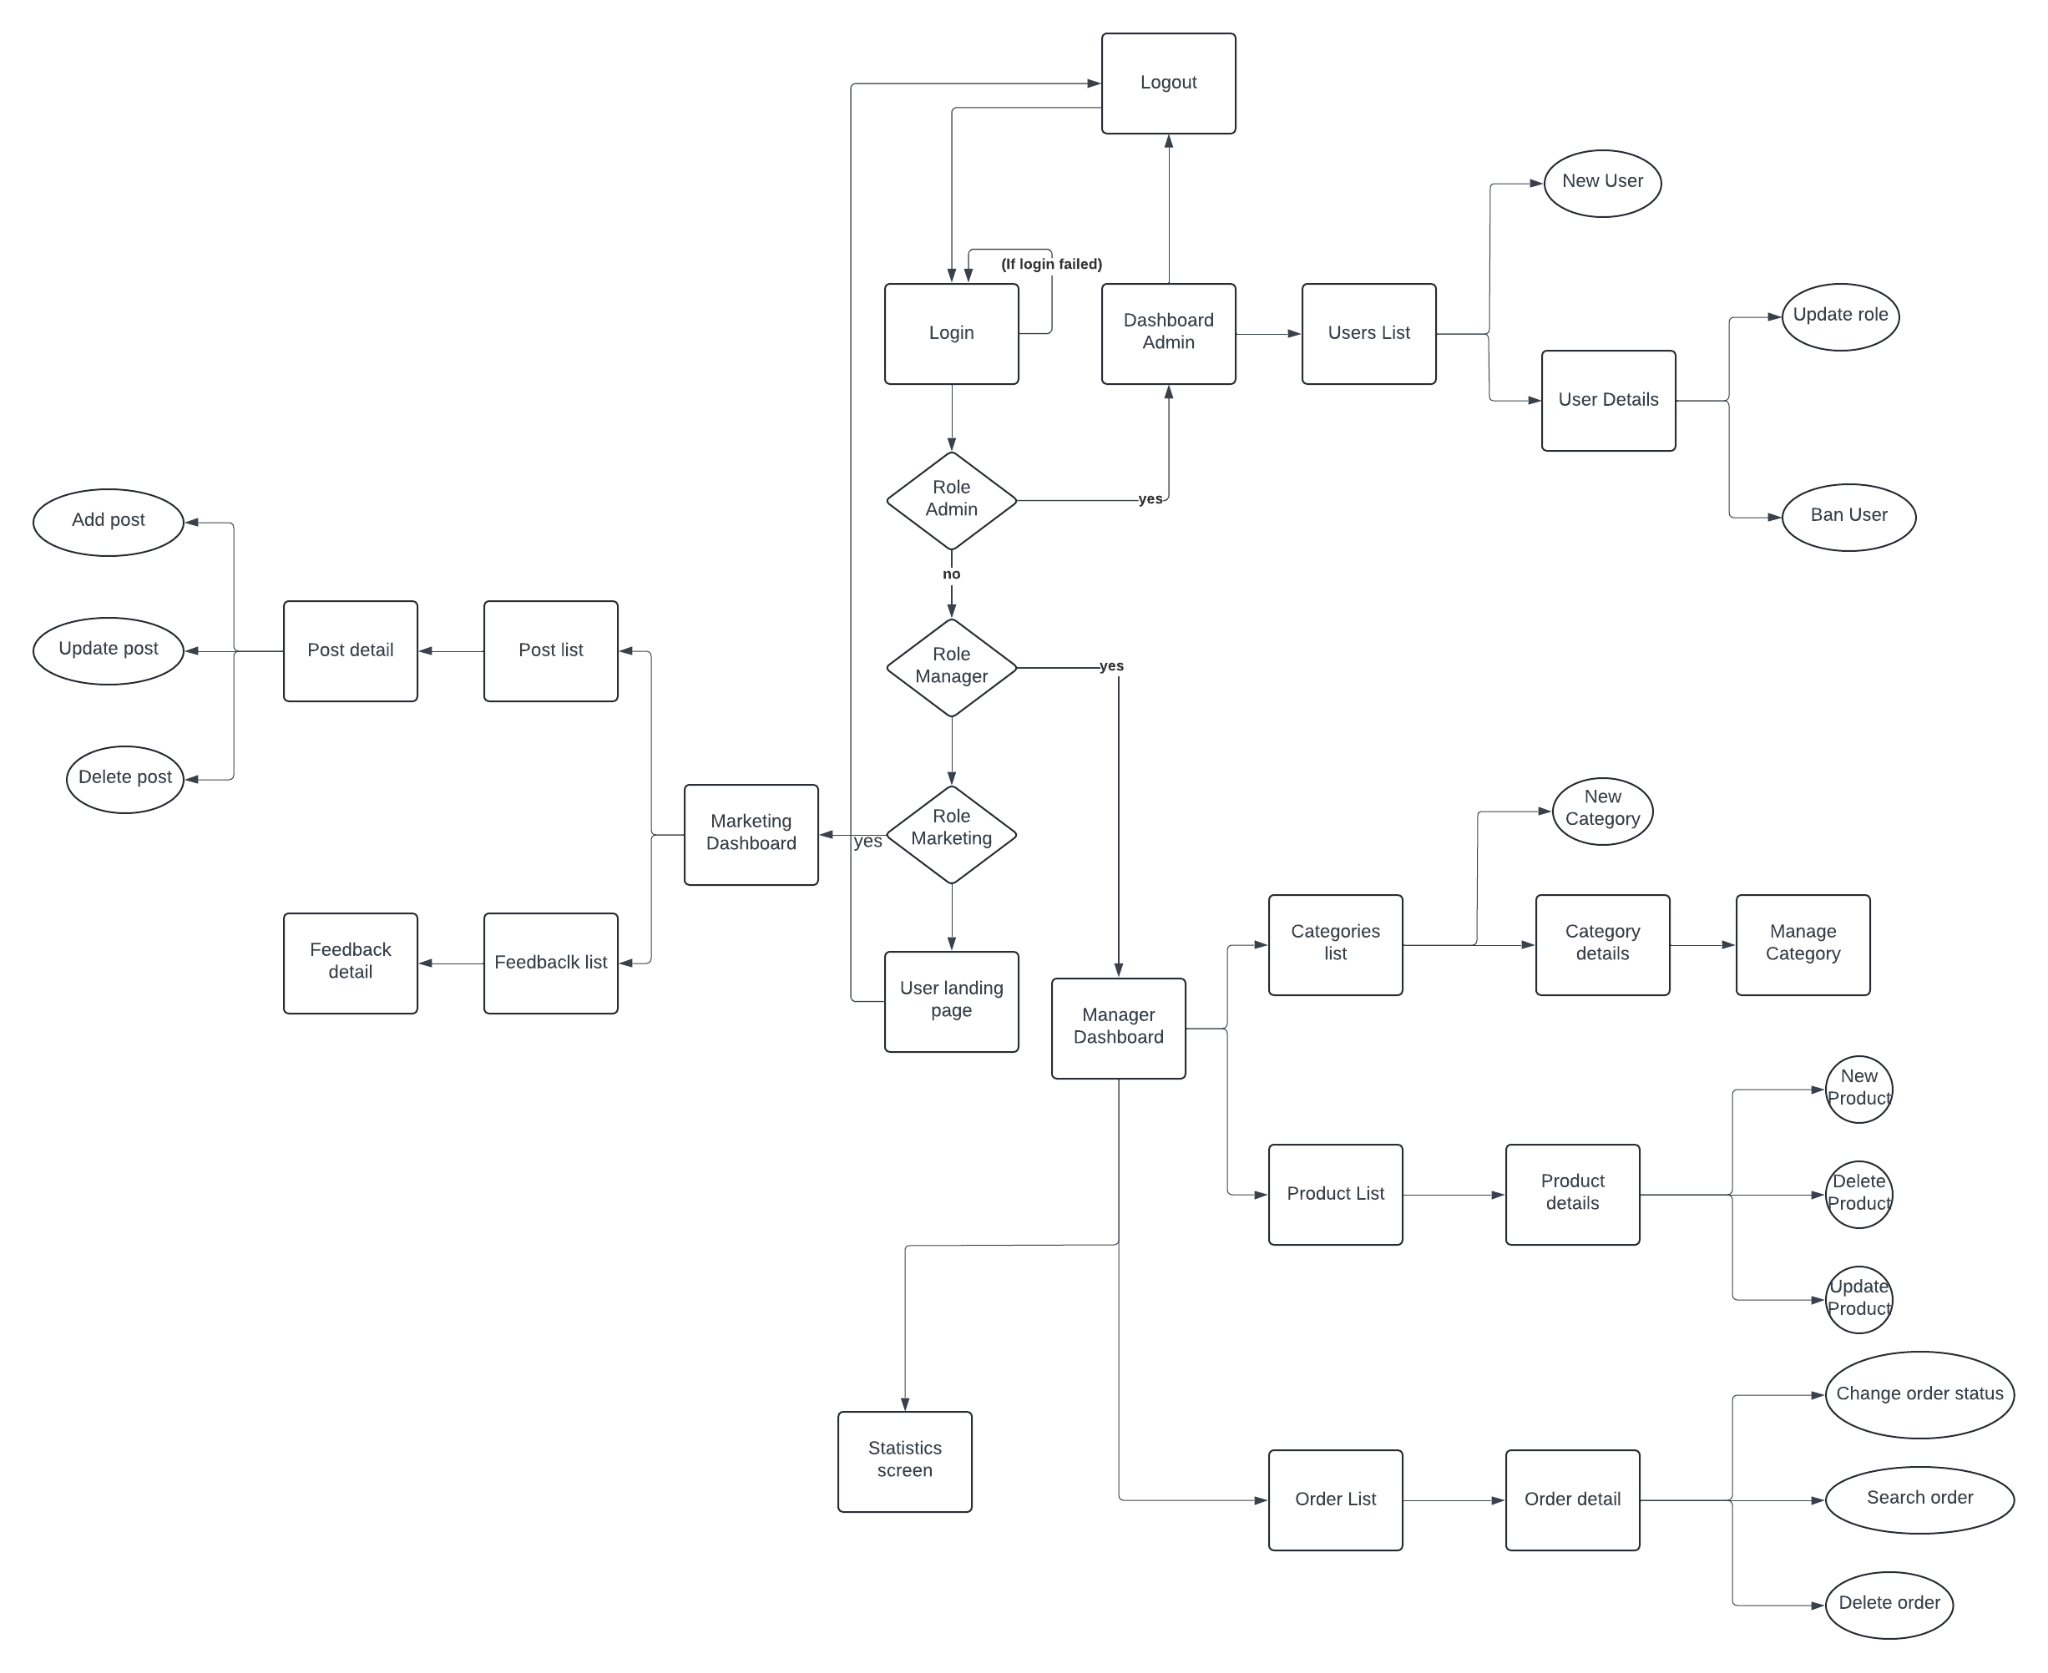 Logout
New User
(If login failed)
Login
Dashboard
Admin
Users List
Update role
User Details
Role
Admin
yes
Add post
Ban User
no
Post detail
Post list
Update post
Role
Manager
yes
Delete post
Marketing
Dashboard
yes
Role
Marketing
New
Category
Feedback
detail
Feedbaclk list
User landing
page
Manager
Dashboard
Categories
list
Category
details
Manage
Category
New
Product
Product List
Product
details
Delete
Product
Update
Product
Change order status
Statistics
screen
Order List
Order detail
Search order
Delete order